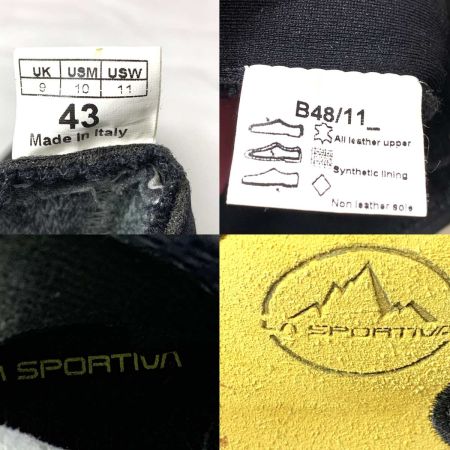 UK USM USW
9 10 11
43
Made in Italy
B48/11
All leather upper
Synthetic lining
Non leather sole
A SPORTIVA
LA SPORTIVA